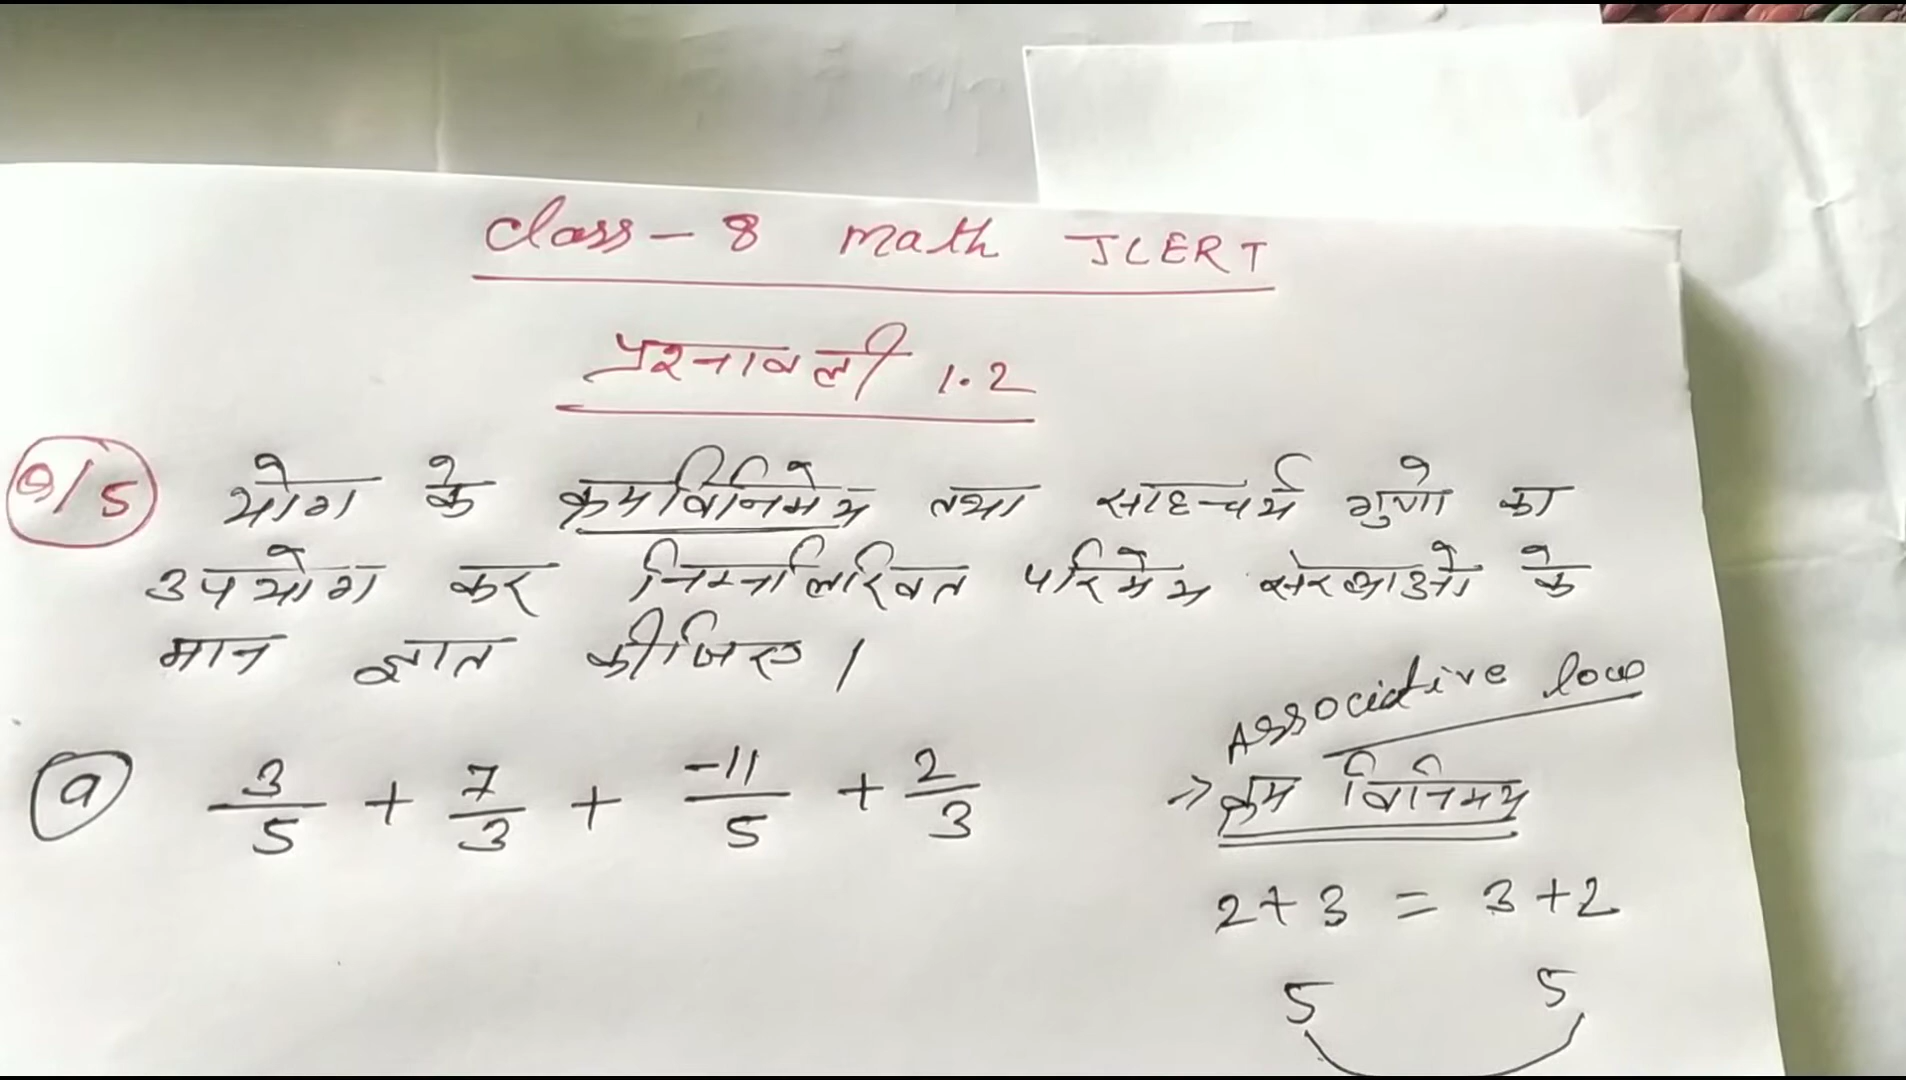 Class - 8 math JCERT
प्रश्नावली 1.2
Q/5 योग के क्रमविनिमेय तथा साहचर्य गुणो का
उपयोग कर निम्नलिखित परिमेय संख्याओ के
मान ज्ञात कीजिए।
Associative law
(a) 3/5 + 7/3 + -11/5 + 2/3
→ क्रम विनिमय
2+3 = 3+2
5 5